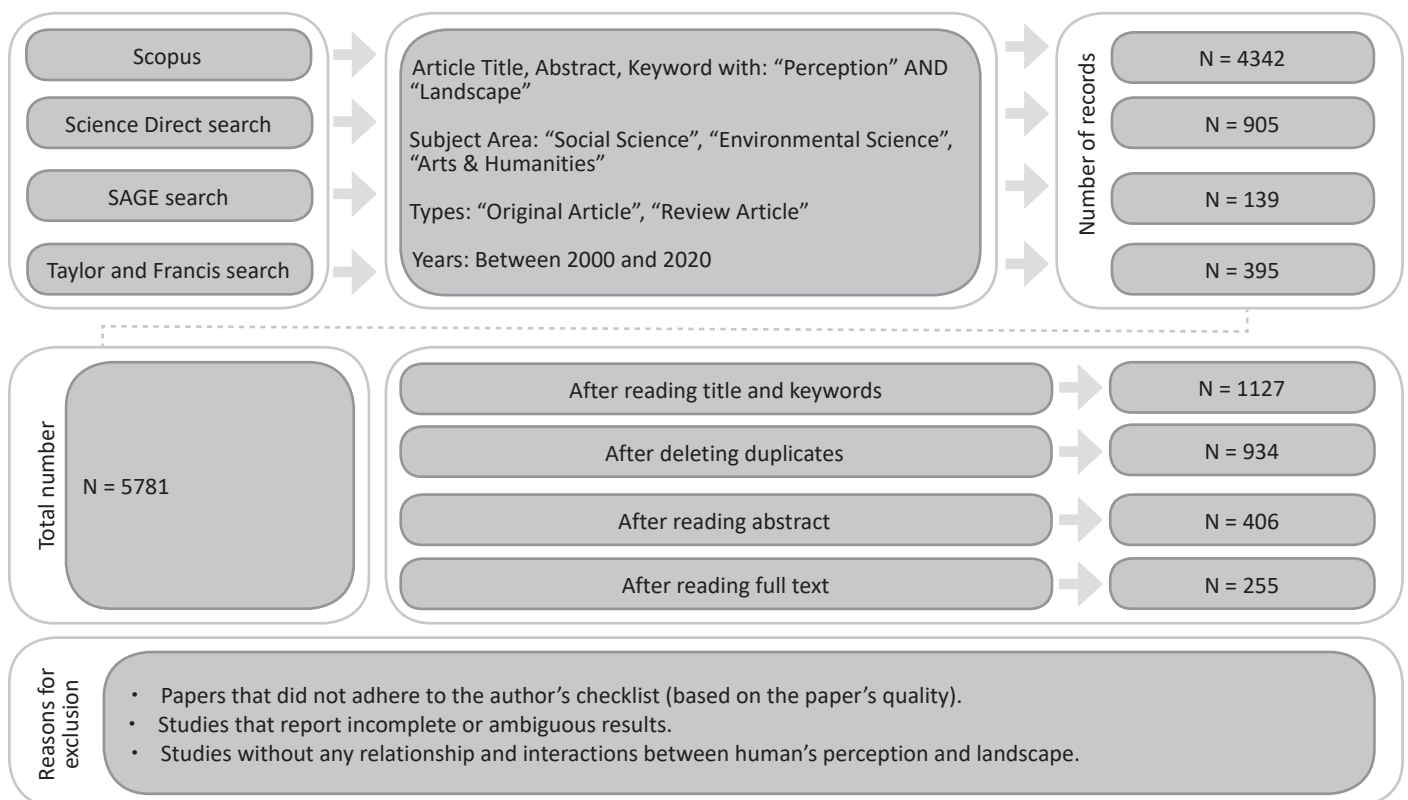 Scopus
Science Direct search
SAGE search
Taylor and Francis search
Article Title, Abstract, Keyword with: “Perception” AND
“Landscape”
Subject Area: “Social Science”, “Environmental Science”,
“Arts & Humanities”
Types: “Original Article”, “Review Article”
Years: Between 2000 and 2020
Number of records
N = 4342
N = 905
N = 139
N = 395
Total number
N = 5781
After reading title and keywords
N = 1127
After deleting duplicates
N = 934
After reading abstract
N = 406
After reading full text
N = 255
Reasons for
exclusion
• Papers that did not adhere to the author’s checklist (based on the paper’s quality).
• Studies that report incomplete or ambiguous results.
• Studies without any relationship and interactions between human’s perception and landscape.